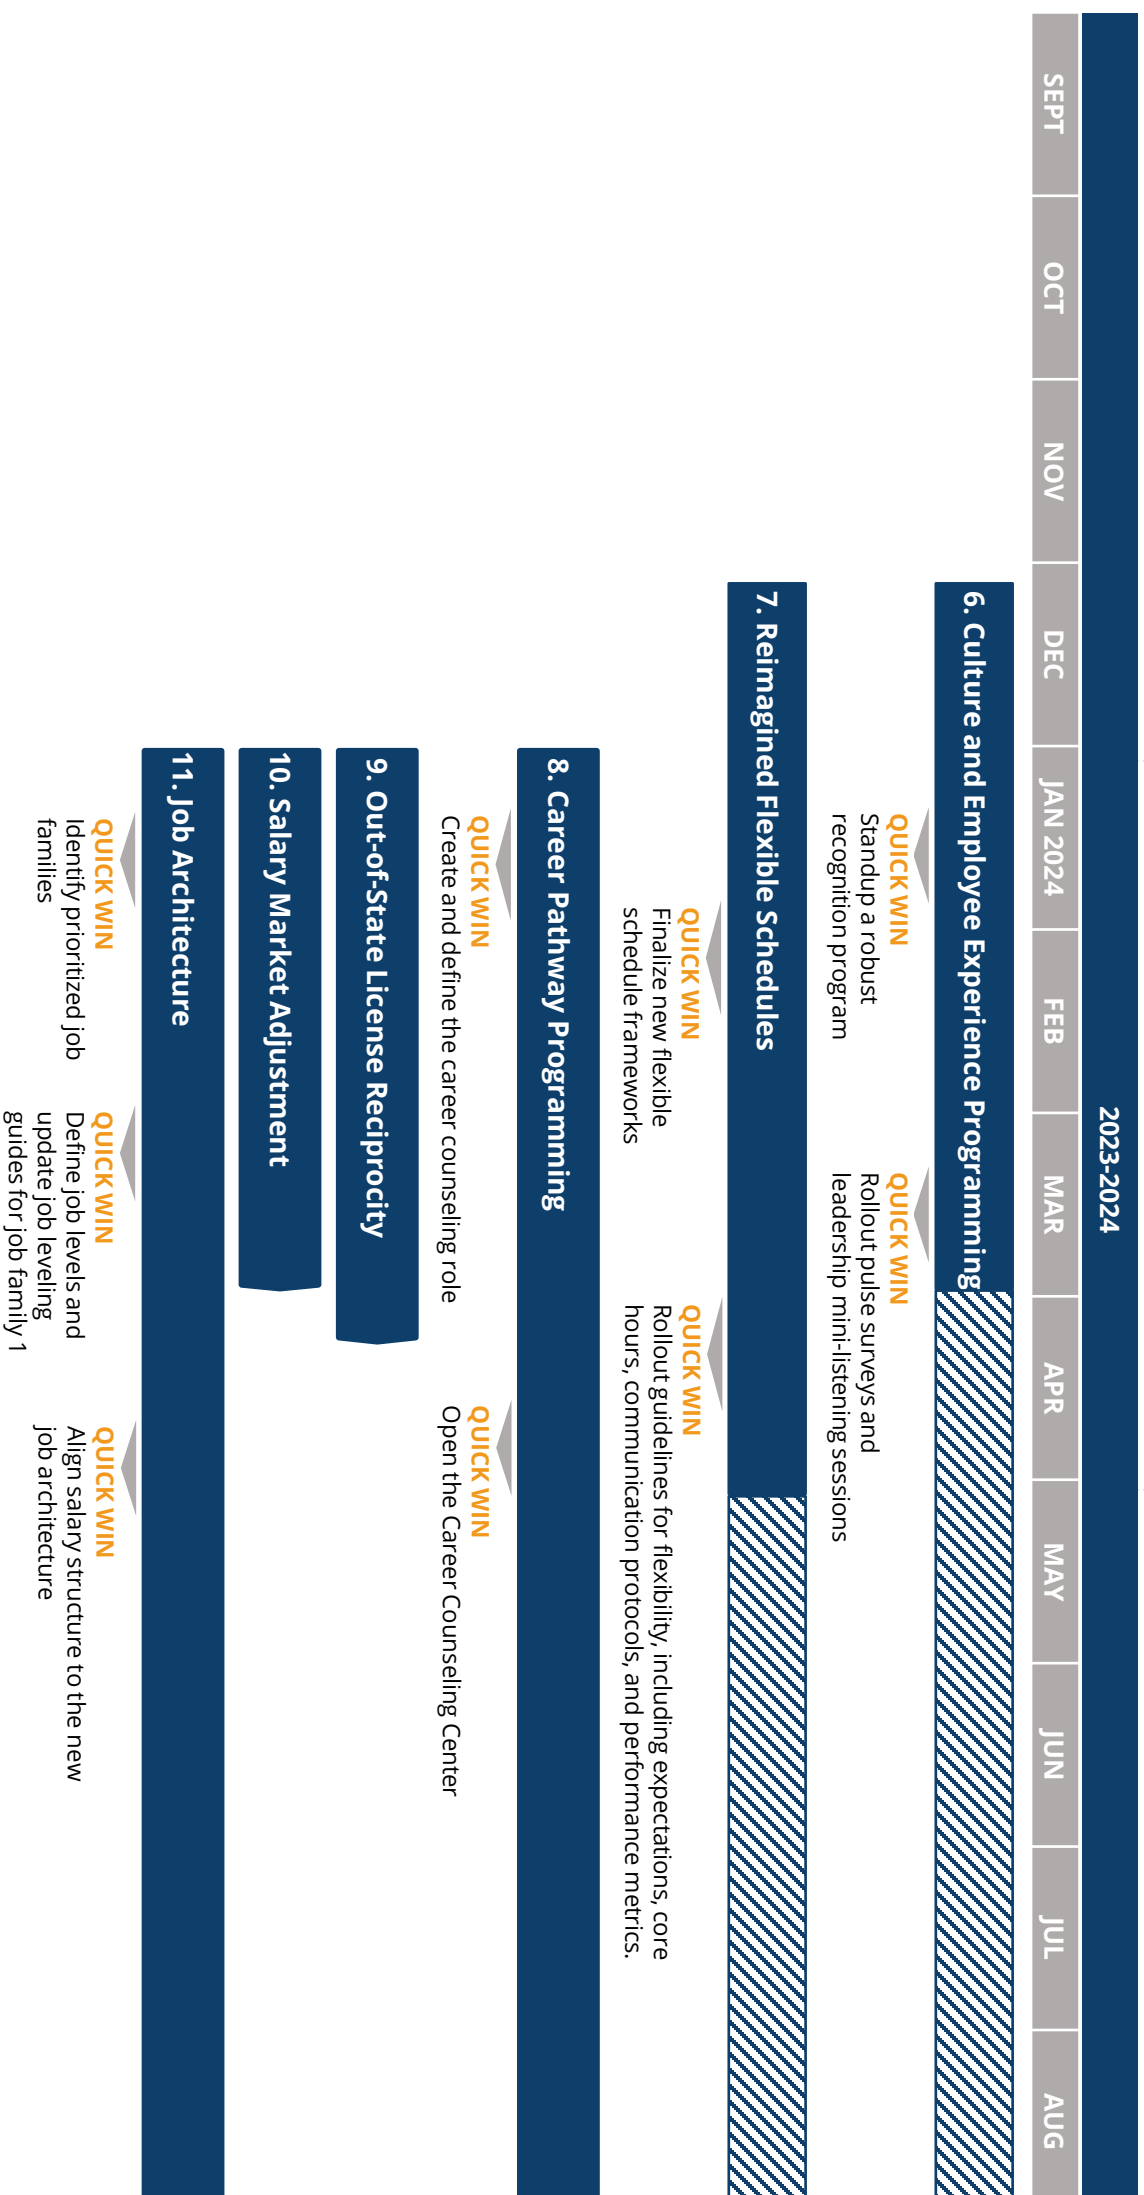 2023-2024
SEPT
OCT
NOV
DEC
JAN 2024
FEB
MAR
APR
MAY
JUN
JUL
AUG
6. Culture and Employee Experience Programming
QUICK WIN
Standup a robust
recognition program
QUICK WIN
Rollout pulse surveys and
leadership mini-listening sessions
7. Reimagined Flexible Schedules
QUICK WIN
Finalize new flexible
schedule frameworks
QUICK WIN
Rollout guidelines for flexibility, including expectations, core
hours, communication protocols, and performance metrics.
8. Career Pathway Programming
QUICK WIN
Create and define the career counseling role
QUICK WIN
Open the Career Counseling Center
9. Out-of-State License Reciprocity
10. Salary Market Adjustment
11. Job Architecture
QUICK WIN
Identify prioritized job
families
QUICK WIN
Define job levels and
update job leveling
guides for job family 1
QUICK WIN
Align salary structure to the new
job architecture